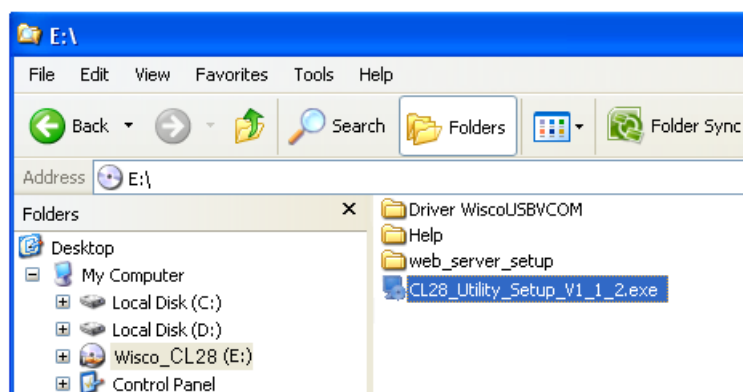 E:\
File Edit View Favorites Tools Help
Back Search Folders Folder Sync
Address E:\
Folders
Desktop
My Computer
Local Disk (C:)
Local Disk (D:)
Wisco_CL28 (E:)
Control Panel
Driver WiscoUSBVCOM
Help
web_server_setup
CL28_Utility_Setup_V1_1_2.exe